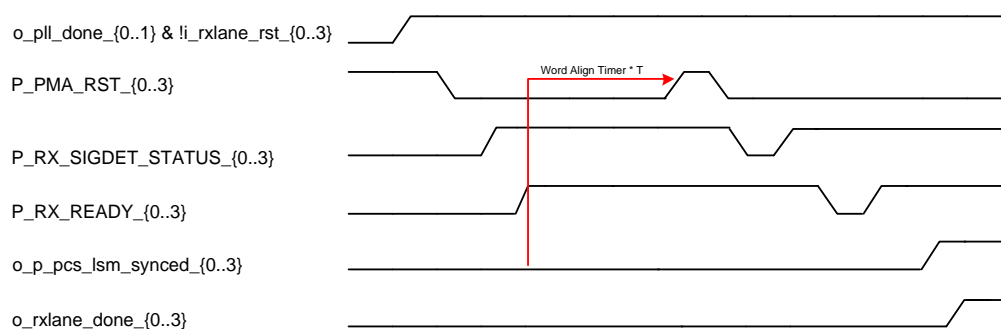 o_pll_done_{0..1} & !i_rxlane_rst_{0..3}
Word Align Timer * T
P_PMA_RST_{0..3}
P_RX_SIGDET_STATUS_{0..3}
P_RX_READY_{0..3}
o_p_pcs_lsm_synced_{0..3}
o_rxlane_done_{0..3}